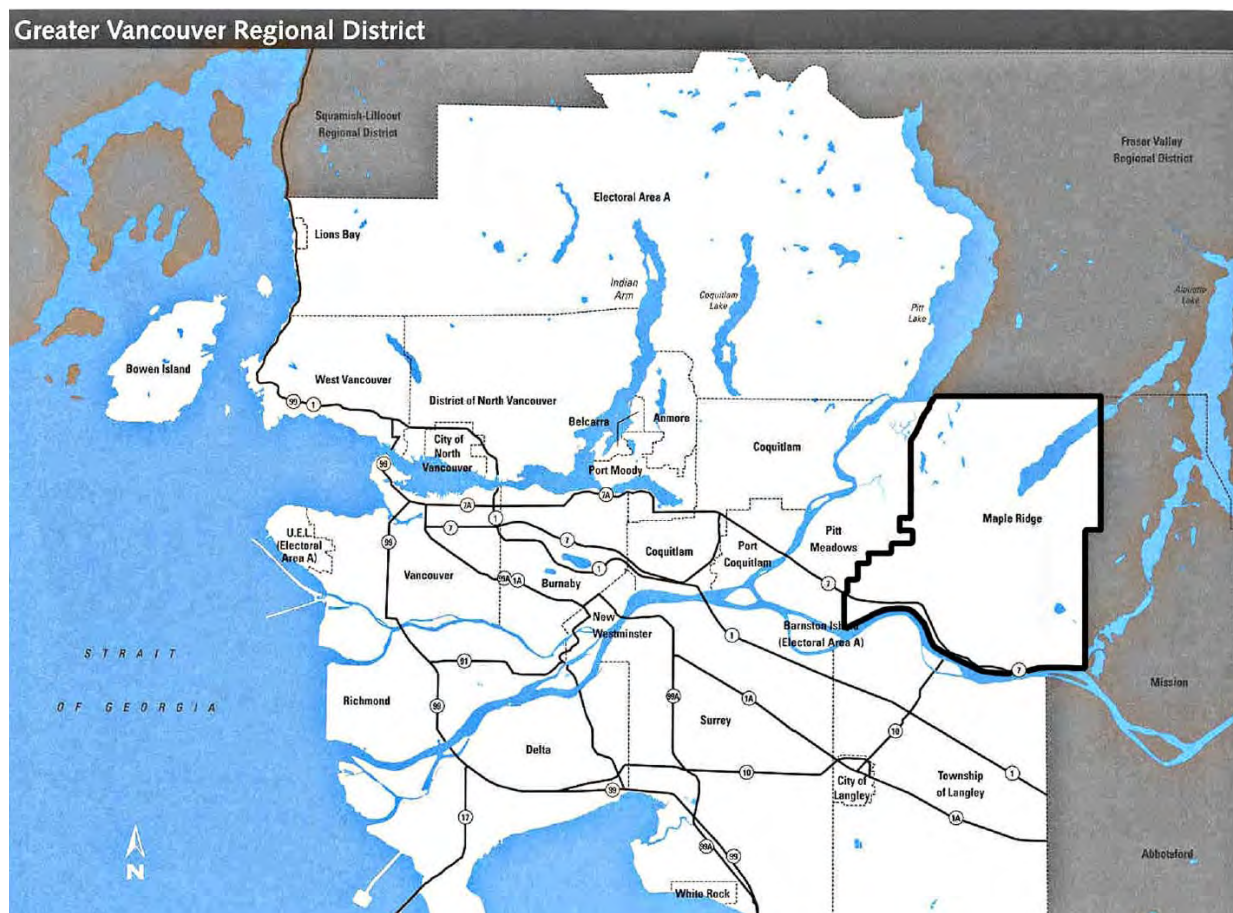 Greater Vancouver Regional District
Squamish-Lillooet
Regional District
Fraser Valley
Regional District
Electoral Area A
Lions Bay
Indian
Arm
Coquitlam
Lake
Pitt
Lake
Alouette
Lake
Bowen Island
West Vancouver
District of North Vancouver
Belcarra
Anmore
99
1
City of
North
Vancouver
Coquitlam
Port Moody
99
7A
7A
Maple Ridge
U.E.L.
(Electoral
Area A)
1
7
7
99
Pitt
Meadows
Port
Coquitlam
Coquitlam
Vancouver
99A
1A
Burnaby
1
7
New
Westminster
Barnston Island
(Electoral Area A)
1
STRAIT
OF GEORGIA
91
7
Mission
Richmond
99
99A
1A
Surrey
10
Delta
10
City of
Langley
Township
of Langley
1
99
17
1A
N
99A
99
Abbotsford
White Rock